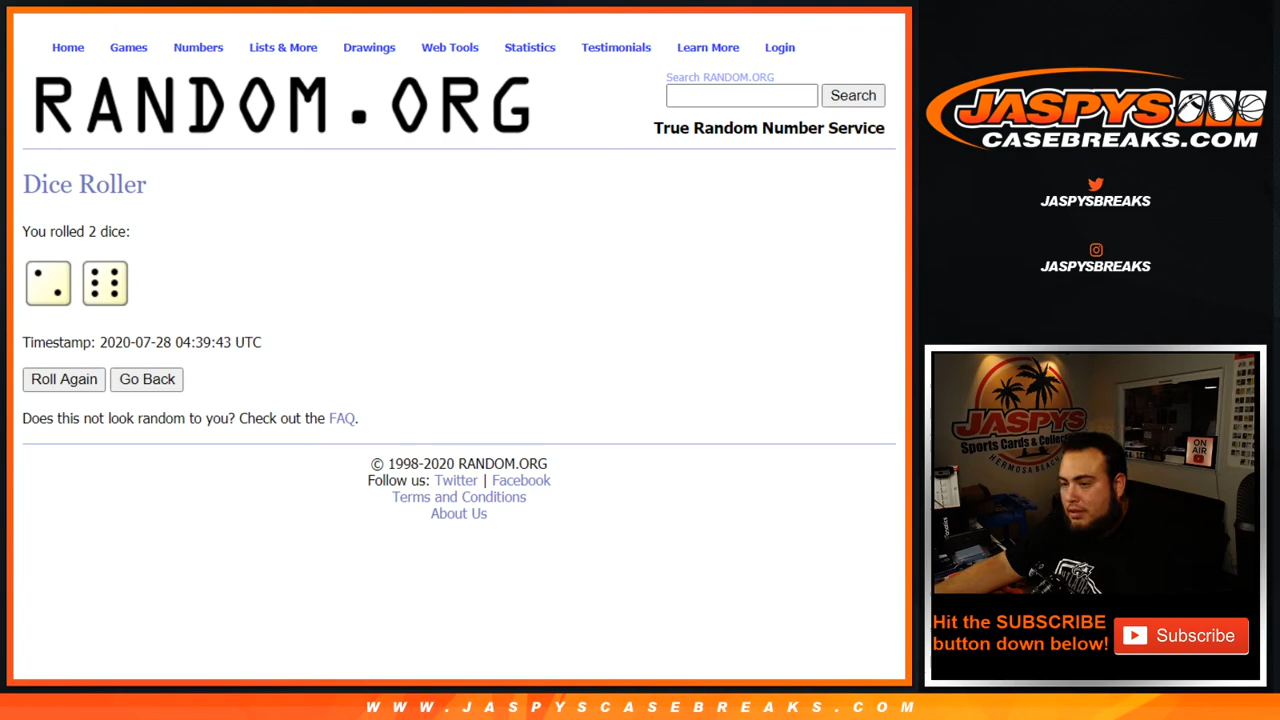 Home Games Numbers Lists & More Drawings Web Tools Statistics Testimonials Learn More Login
RANDOM.ORG
Search RANDOM.ORG
Search
True Random Number Service
Dice Roller
You rolled 2 dice:
Timestamp: 2020-07-28 04:39:43 UTC
Roll Again Go Back
Does this not look random to you? Check out the FAQ.
© 1998-2020 RANDOM.ORG
Follow us: Twitter | Facebook
Terms and Conditions
About Us
JASPYS
CASEBREAKS.COM
JASPYSBREAKS
JASPYSBREAKS
JASPYS
Sports Cards & Collect
HERMOSA BEACH
ON
AIR
Hit the SUBSCRIBE
button down below!
Subscribe
WWW.JASPYSCASEBREAKS.COM